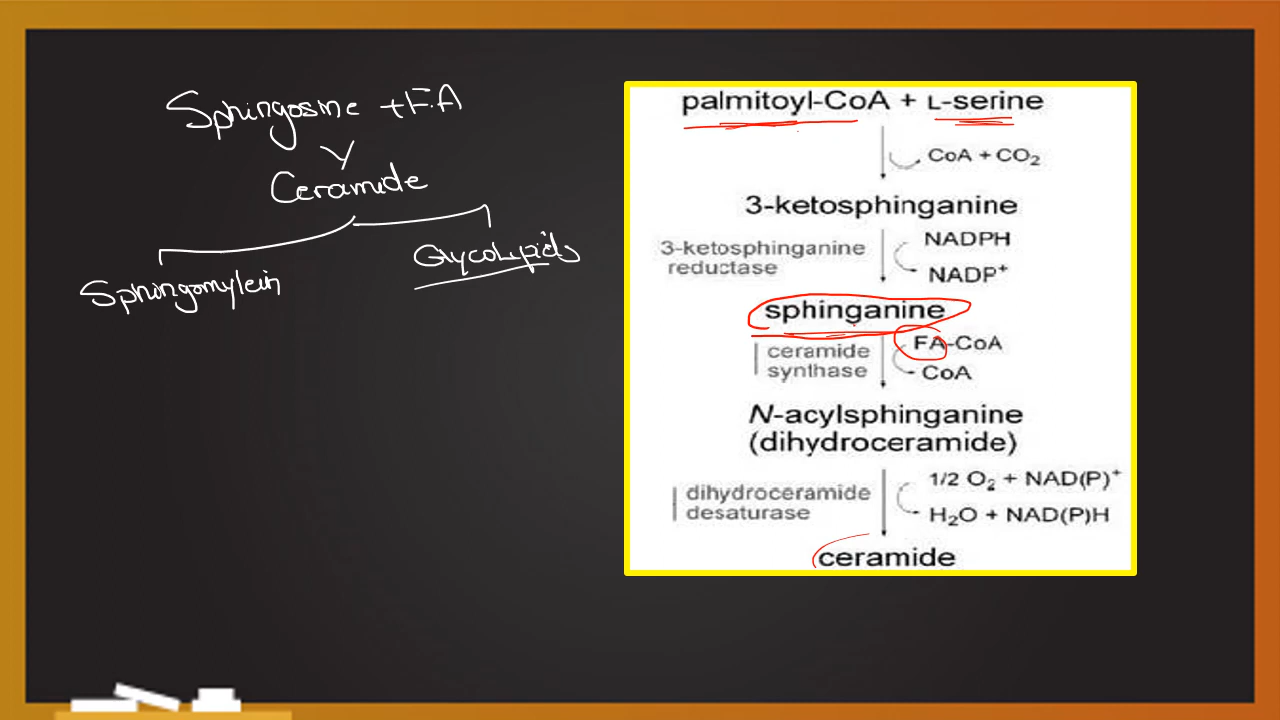 Sphingosine + F.A
Ceramide
Sphingomylein
Glycolipids
palmitoyl-CoA + L-serine
CoA + CO₂
3-ketosphinganine
3-ketosphinganine
reductase
NADPH
NADP⁺
sphinganine
ceramide
synthase
FA-CoA
CoA
N-acylsphinganine
(dihydroceramide)
dihydroceramide
desaturase
1/2 O₂ + NAD(P)⁺
H₂O + NAD(P)H
ceramide